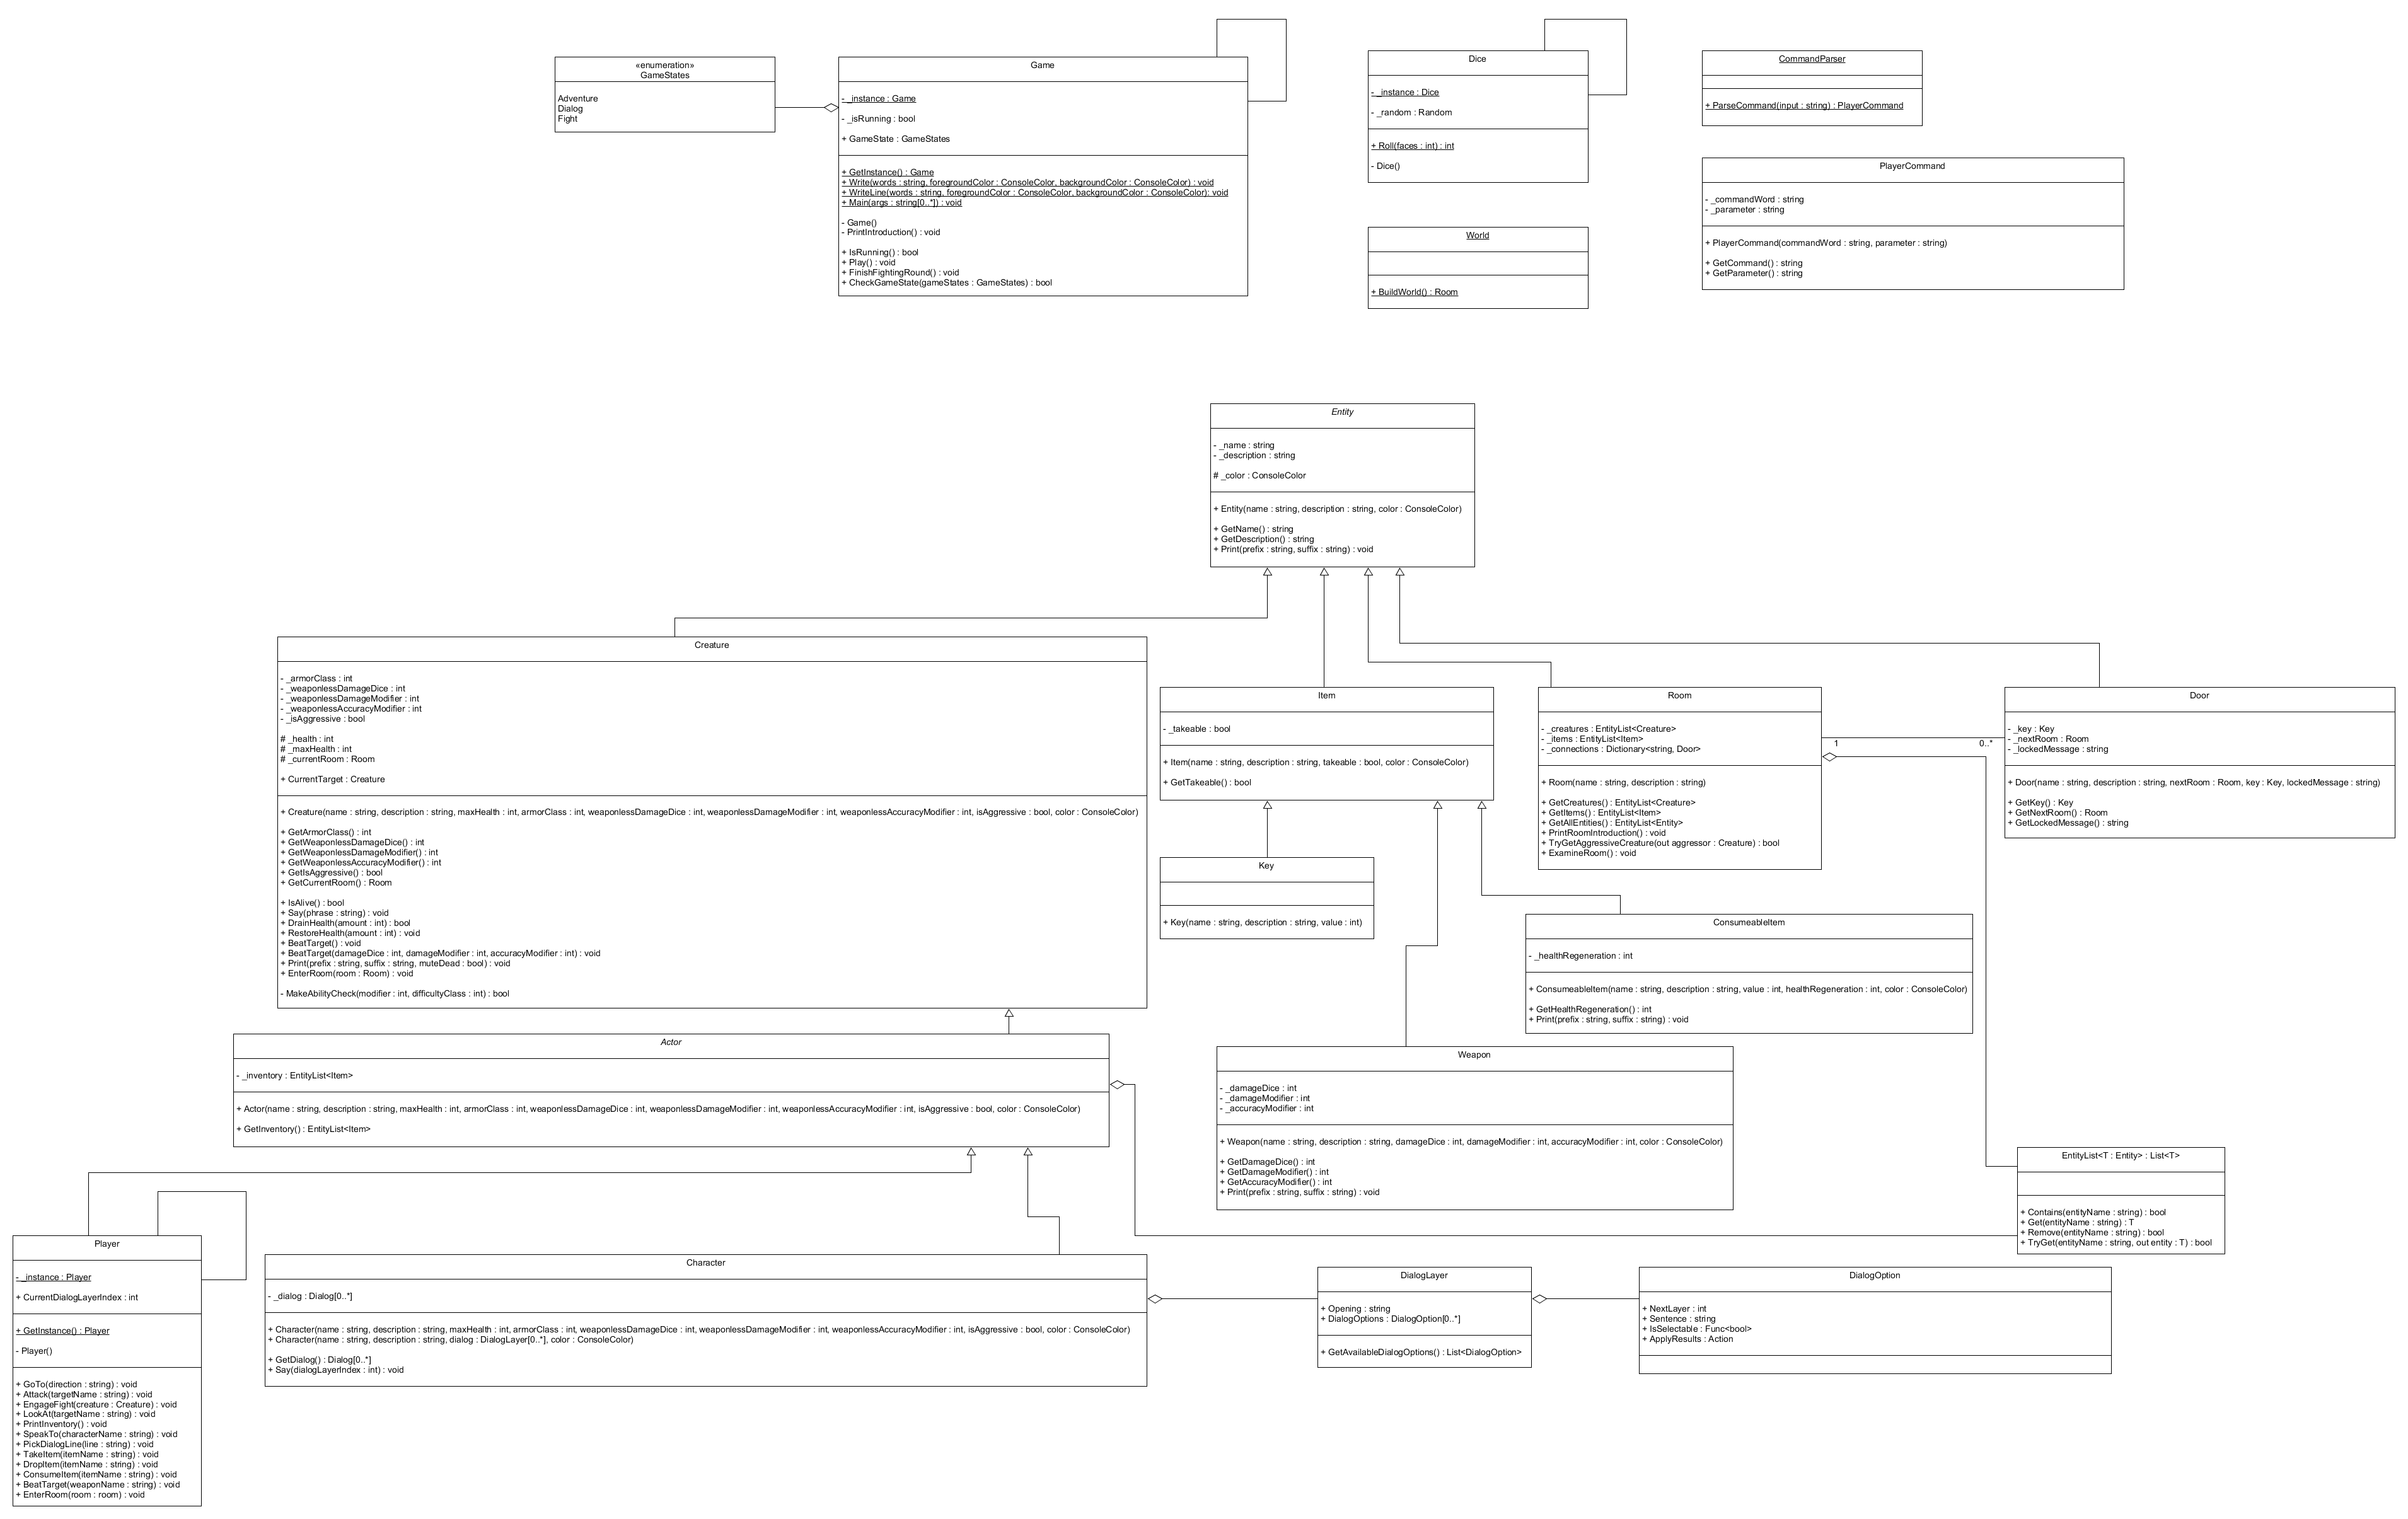 «enumeration»
GameStates
Adventure
Dialog
Fight
Game
- _instance : Game
- _isRunning : bool
+ GameState : GameStates
+ GetInstance() : Game
+ Write(words : string, foregroundColor : ConsoleColor, backgroundColor : ConsoleColor) : void
+ WriteLine(words : string, foregroundColor : ConsoleColor, backgroundColor : ConsoleColor): void
+ Main(args : string[0..*]) : void
- Game()
- PrintIntroduction() : void
+ IsRunning() : bool
+ Play() : void
+ FinishFightingRound() : void
+ CheckGameState(gameStates : GameStates) : bool
Dice
- _instance : Dice
- _random : Random
+ Roll(faces : int) : int
- Dice()
World
+ BuildWorld() : Room
CommandParser
+ ParseCommand(input : string) : PlayerCommand
PlayerCommand
- _commandWord : string
- _parameter : string
+ PlayerCommand(commandWord : string, parameter : string)
+ GetCommand() : string
+ GetParameter() : string
Entity
- _name : string
- _description : string
# _color : ConsoleColor
+ Entity(name : string, description : string, color : ConsoleColor)
+ GetName() : string
+ GetDescription() : string
+ Print(prefix : string, suffix : string) : void
Creature
- _armorClass : int
- _weaponlessDamageDice : int
- _weaponlessDamageModifier : int
- _weaponlessAccuracyModifier : int
- _isAggressive : bool
# _health : int
# _maxHealth : int
# _currentRoom : Room
+ CurrentTarget : Creature
+ Creature(name : string, description : string, maxHealth : int, armorClass : int, weaponlessDamageDice : int, weaponlessDamageModifier : int, weaponlessAccuracyModifier : int, isAggressive : bool, color : ConsoleColor)
+ GetArmorClass() : int
+ GetWeaponlessDamageDice() : int
+ GetWeaponlessDamageModifier() : int
+ GetWeaponlessAccuracyModifier() : int
+ GetIsAggressive() : bool
+ GetCurrentRoom() : Room
+ IsAlive() : bool
+ Say(phrase : string) : void
+ DrainHealth(amount : int) : bool
+ RestoreHealth(amount : int) : void
+ BeatTarget() : void
+ BeatTarget(damageDice : int, damageModifier : int, accuracyModifier : int) : void
+ Print(prefix : string, suffix : string, muteDead : bool) : void
+ EnterRoom(room : Room) : void
- MakeAbilityCheck(modifier : int, difficultyClass : int) : bool
Item
- _takeable : bool
+ Item(name : string, description : string, takeable : bool, color : ConsoleColor)
+ GetTakeable() : bool
Room
- _creatures : EntityList<Creature>
- _items : EntityList<Item>
- _connections : Dictionary<string, Door>
+ Room(name : string, description : string)
+ GetCreatures() : EntityList<Creature>
+ GetItems() : EntityList<Item>
+ GetAllEntities() : EntityList<Entity>
+ PrintRoomIntroduction() : void
+ TryGetAggressiveCreature(out aggressor : Creature) : bool
+ ExamineRoom() : void
1
0..*
Door
- _key : Key
- _nextRoom : Room
- _lockedMessage : string
+ Door(name : string, description : string, nextRoom : Room, key : Key, lockedMessage : string)
+ GetKey() : Key
+ GetNextRoom() : Room
+ GetLockedMessage() : string
Key
+ Key(name : string, description : string, value : int)
ConsumeableItem
- _healthRegeneration : int
+ ConsumeableItem(name : string, description : string, value : int, healthRegeneration : int, color : ConsoleColor)
+ GetHealthRegeneration() : int
+ Print(prefix : string, suffix : string) : void
Actor
- _inventory : EntityList<Item>
+ Actor(name : string, description : string, maxHealth : int, armorClass : int, weaponlessDamageDice : int, weaponlessDamageModifier : int, weaponlessAccuracyModifier : int, isAggressive : bool, color : ConsoleColor)
+ GetInventory() : EntityList<Item>
Weapon
- _damageDice : int
- _damageModifier : int
- _accuracyModifier : int
+ Weapon(name : string, description : string, damageDice : int, damageModifier : int, accuracyModifier : int, color : ConsoleColor)
+ GetDamageDice() : int
+ GetDamageModifier() : int
+ GetAccuracyModifier() : int
+ Print(prefix : string, suffix : string) : void
EntityList<T : Entity> : List<T>
+ Contains(entityName : string) : bool
+ Get(entityName : string) : T
+ Remove(entityName : string) : bool
+ TryGet(entityName : string, out entity : T) : bool
Player
- _instance : Player
+ CurrentDialogLayerIndex : int
+ GetInstance() : Player
- Player()
+ GoTo(direction : string) : void
+ Attack(targetName : string) : void
+ EngageFight(creature : Creature) : void
+ LookAt(targetName : string) : void
+ PrintInventory() : void
+ SpeakTo(characterName : string) : void
+ PickDialogLine(line : string) : void
+ TakeItem(itemName : string) : void
+ DropItem(itemName : string) : void
+ ConsumeItem(itemName : string) : void
+ BeatTarget(weaponName : string) : void
+ EnterRoom(room : room) : void
Character
- _dialog : Dialog[0..*]
+ Character(name : string, description : string, maxHealth : int, armorClass : int, weaponlessDamageDice : int, weaponlessDamageModifier : int, weaponlessAccuracyModifier : int, isAggressive : bool, color : ConsoleColor)
+ Character(name : string, description : string, dialog : DialogLayer[0..*], color : ConsoleColor)
+ GetDialog() : Dialog[0..*]
+ Say(dialogLayerIndex : int) : void
DialogLayer
+ Opening : string
+ DialogOptions : DialogOption[0..*]
+ GetAvailableDialogOptions() : List<DialogOption>
DialogOption
+ NextLayer : int
+ Sentence : string
+ IsSelectable : Func<bool>
+ ApplyResults : Action